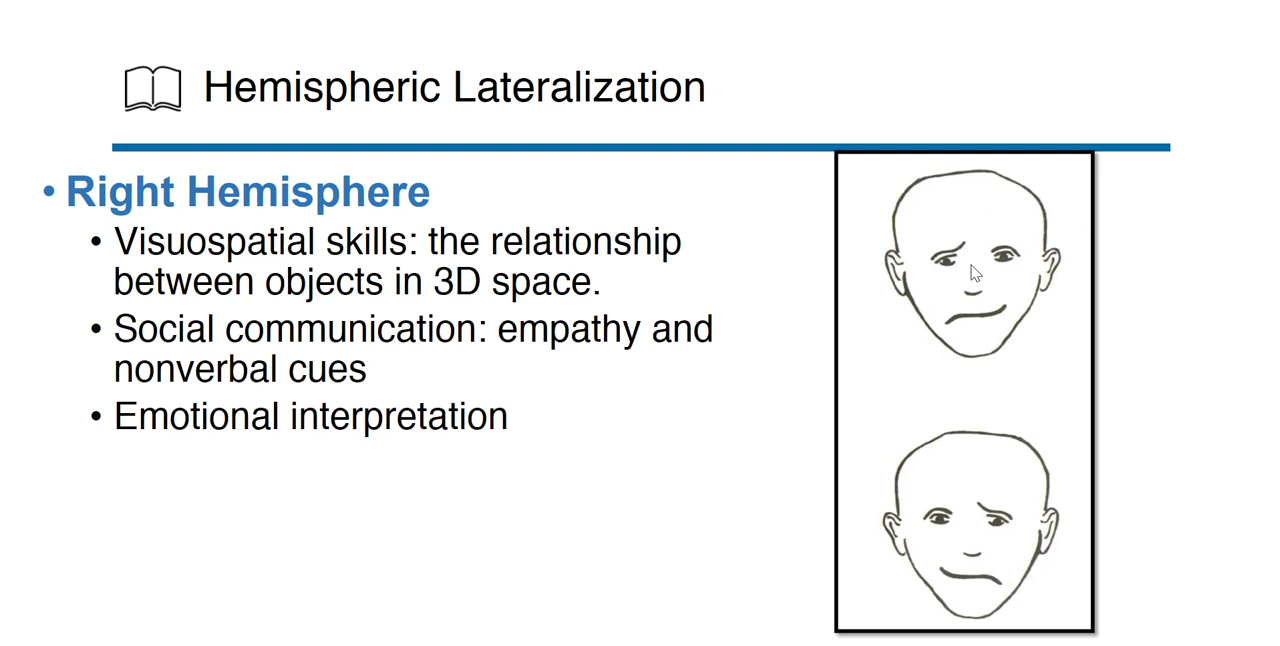 Hemispheric Lateralization
• Right Hemisphere
• Visuospatial skills: the relationship
between objects in 3D space.
• Social communication: empathy and
nonverbal cues
• Emotional interpretation